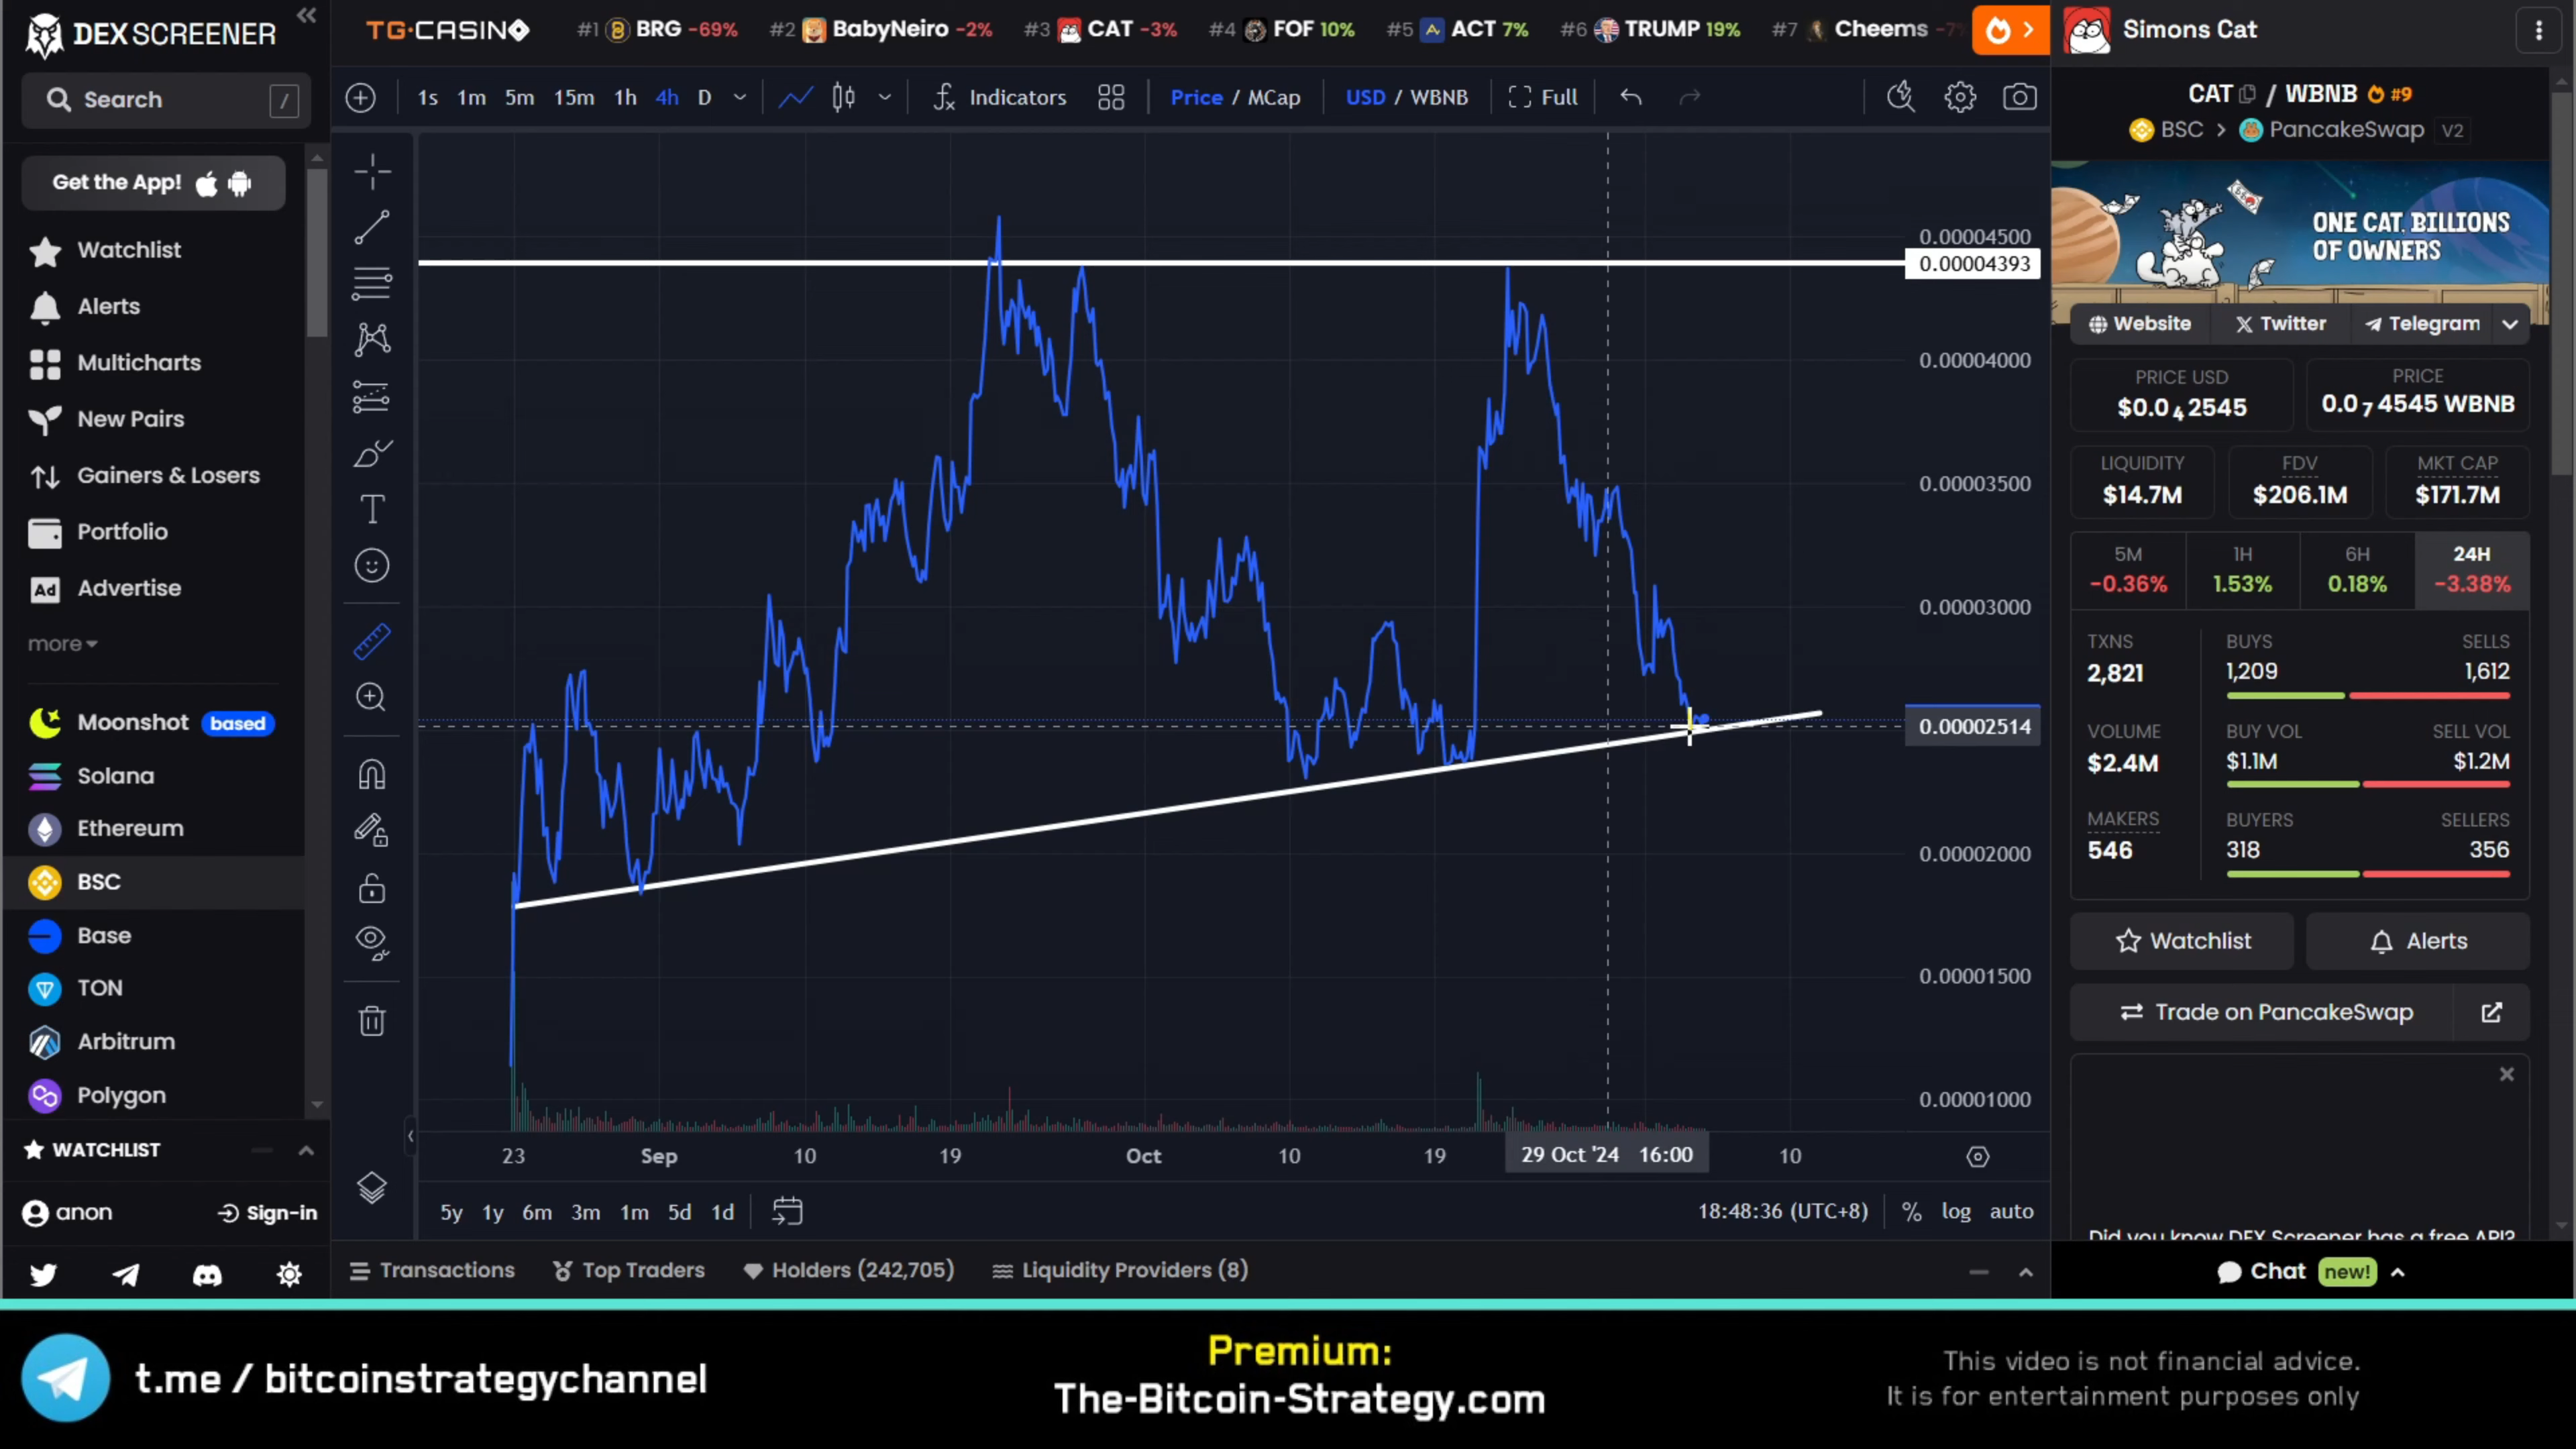 DEX SCREENER
Search /
Get the App!
Watchlist
Alerts
Multicharts
New Pairs
Gainers & Losers
Portfolio
Ad Advertise
more
Moonshot based
Solana
Ethereum
BSC
Base
TON
Arbitrum
Polygon
WATCHLIST
anon Sign-in
TG.CASINO #1 BRG -69% #2 BabyNeiro -2% #3 CAT -3% #4 FOF 10% #5 ACT 7% #6 TRUMP 19% #7 Cheems
1s 1m 5m 15m 1h 4h D Indicators Price / MCap USD / WBNB Full
0.00004500
0.00004393
0.00004000
0.00003500
0.00003000
0.00002514
0.00002000
0.00001500
0.00001000
23 Sep 10 19 Oct 10 19 29 Oct '24 16:00 10
5y 1y 6m 3m 1m 5d 1d 18:48:36 (UTC+8) % log auto
Transactions Top Traders Holders (242,705) Liquidity Providers (8)
Simons Cat
CAT / WBNB #9
BSC > PancakeSwap V2
ONE CAT. BILLIONS
OF OWNERS
Website Twitter Telegram
PRICE USD PRICE
$0.0₄2545 0.0₇4545 WBNB
LIQUIDITY FDV MKT CAP
$14.7M $206.1M $171.7M
5M 1H 6H 24H
-0.36% 1.53% 0.18% -3.38%
TXNS BUYS SELLS
2,821 1,209 1,612
VOLUME BUY VOL SELL VOL
$2.4M $1.1M $1.2M
MAKERS BUYERS SELLERS
546 318 356
Watchlist Alerts
Trade on PancakeSwap
Did you know DEX Screener has a free API?
Chat new!
t.me / bitcoinstrategychannel
Premium:
The-Bitcoin-Strategy.com
This video is not financial advice.
It is for entertainment purposes only